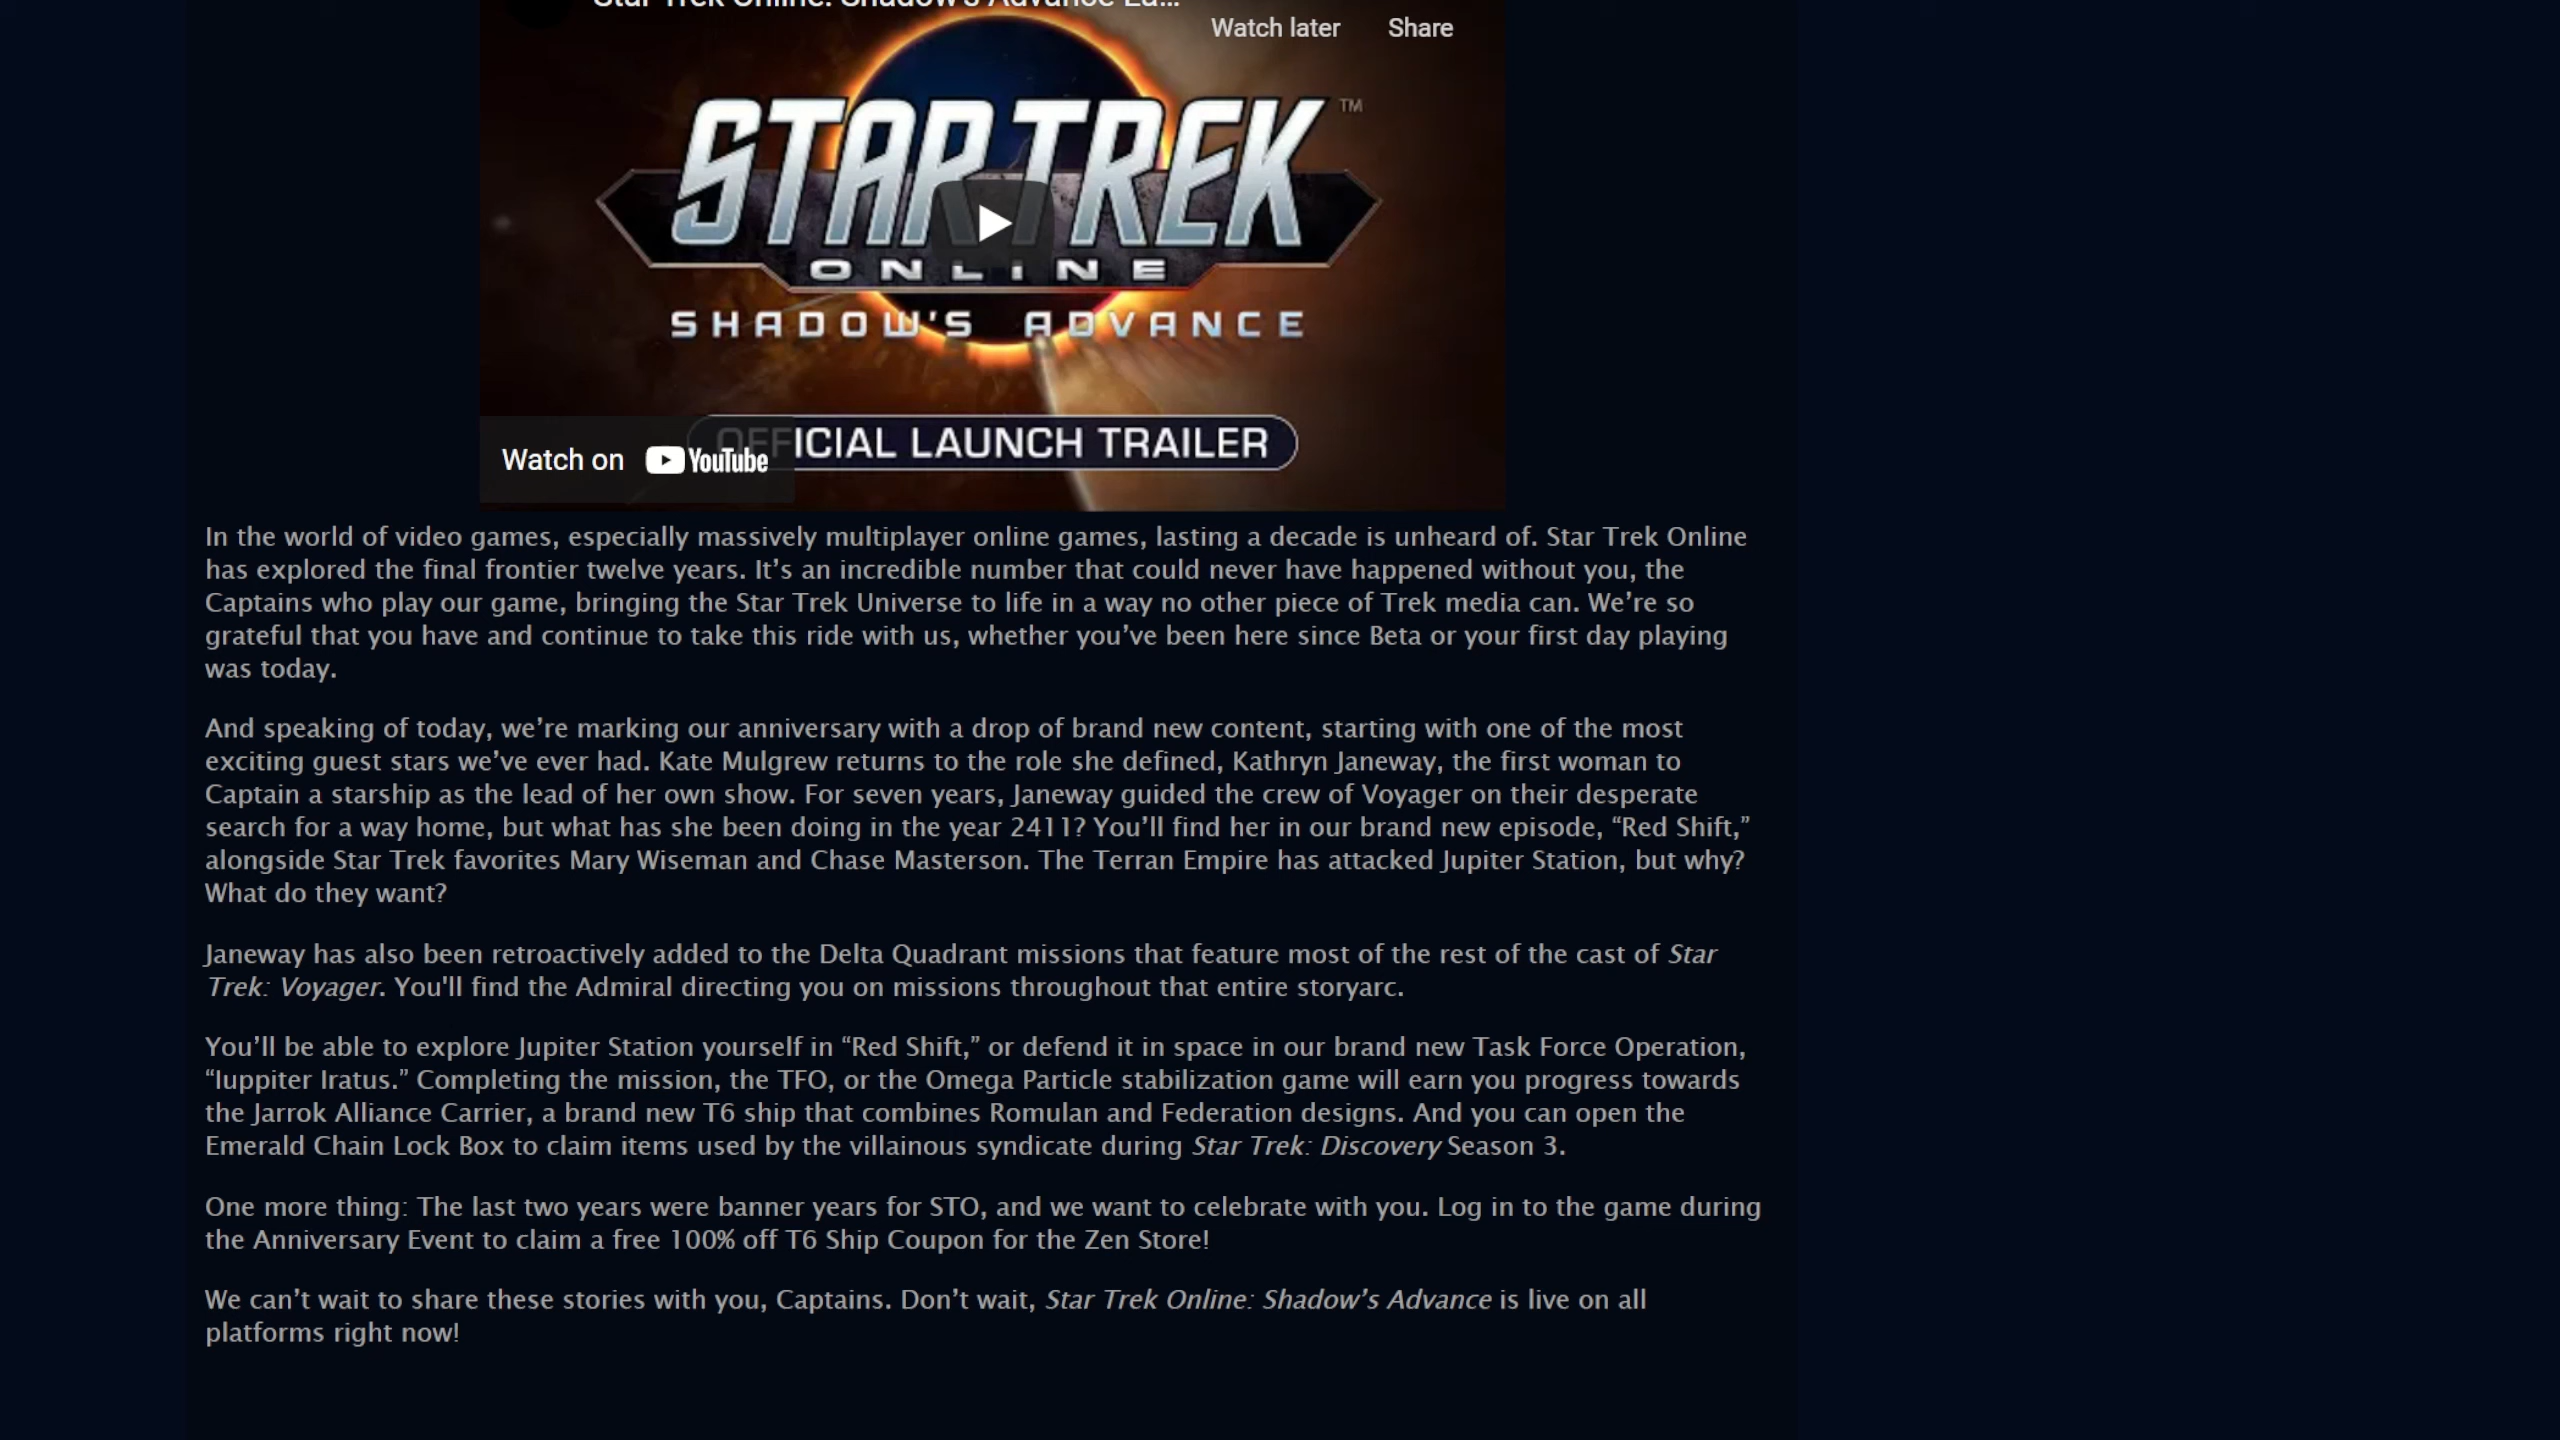 Star Trek Online: Shadow's Advance La...
Watch later
Share
STAR TREK™
ONLINE
SHADOW'S ADVANCE
OFFICIAL LAUNCH TRAILER
Watch on YouTube
In the world of video games, especially massively multiplayer online games, lasting a decade is unheard of. Star Trek Online
has explored the final frontier twelve years. It’s an incredible number that could never have happened without you, the
Captains who play our game, bringing the Star Trek Universe to life in a way no other piece of Trek media can. We’re so
grateful that you have and continue to take this ride with us, whether you’ve been here since Beta or your first day playing
was today.
And speaking of today, we’re marking our anniversary with a drop of brand new content, starting with one of the most
exciting guest stars we’ve ever had. Kate Mulgrew returns to the role she defined, Kathryn Janeway, the first woman to
Captain a starship as the lead of her own show. For seven years, Janeway guided the crew of Voyager on their desperate
search for a way home, but what has she been doing in the year 2411? You’ll find her in our brand new episode, “Red Shift,”
alongside Star Trek favorites Mary Wiseman and Chase Masterson. The Terran Empire has attacked Jupiter Station, but why?
What do they want?
Janeway has also been retroactively added to the Delta Quadrant missions that feature most of the rest of the cast of Star
Trek: Voyager. You'll find the Admiral directing you on missions throughout that entire storyarc.
You’ll be able to explore Jupiter Station yourself in “Red Shift,” or defend it in space in our brand new Task Force Operation,
“Iuppiter Iratus.” Completing the mission, the TFO, or the Omega Particle stabilization game will earn you progress towards
the Jarrok Alliance Carrier, a brand new T6 ship that combines Romulan and Federation designs. And you can open the
Emerald Chain Lock Box to claim items used by the villainous syndicate during Star Trek: Discovery Season 3.
One more thing: The last two years were banner years for STO, and we want to celebrate with you. Log in to the game during
the Anniversary Event to claim a free 100% off T6 Ship Coupon for the Zen Store!
We can’t wait to share these stories with you, Captains. Don’t wait, Star Trek Online: Shadow’s Advance is live on all
platforms right now!